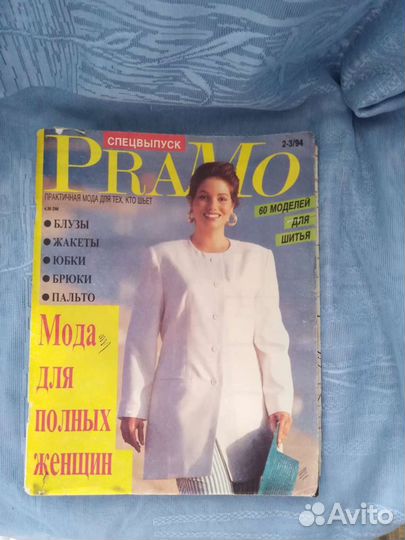 СПЕЦВЫПУСК
2-3/94
PRAMO
ПРАКТИЧНАЯ МОДА ДЛЯ ТЕХ, КТО ШЬЕТ
60 МОДЕЛЕЙ
ДЛЯ
ШИТЬЯ
• БЛУЗЫ
• ЖАКЕТЫ
• ЮБКИ
• БРЮКИ
• ПАЛЬТО
Мода
для
полных
женщин
Avito